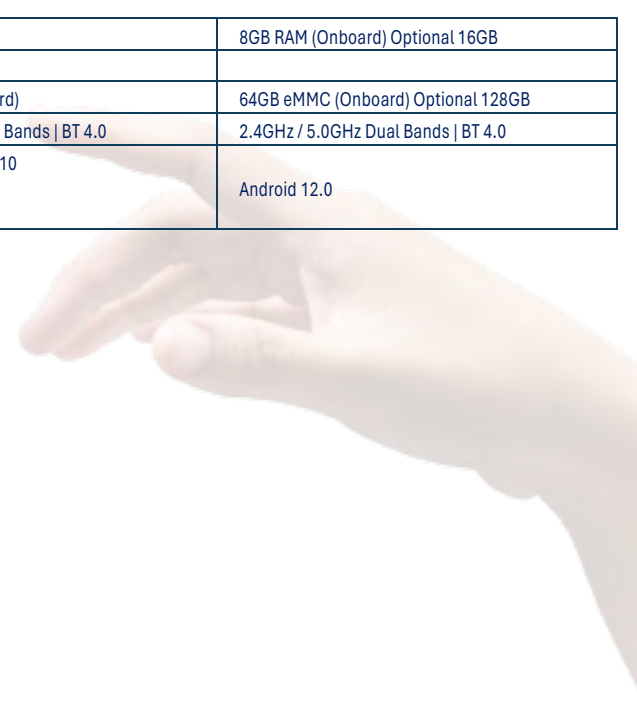 8GB RAM (Onboard) Optional 16GB
rd) 64GB eMMC (Onboard) Optional 128GB
Bands | BT 4.0 2.4GHz / 5.0GHz Dual Bands | BT 4.0
10
Android 12.0